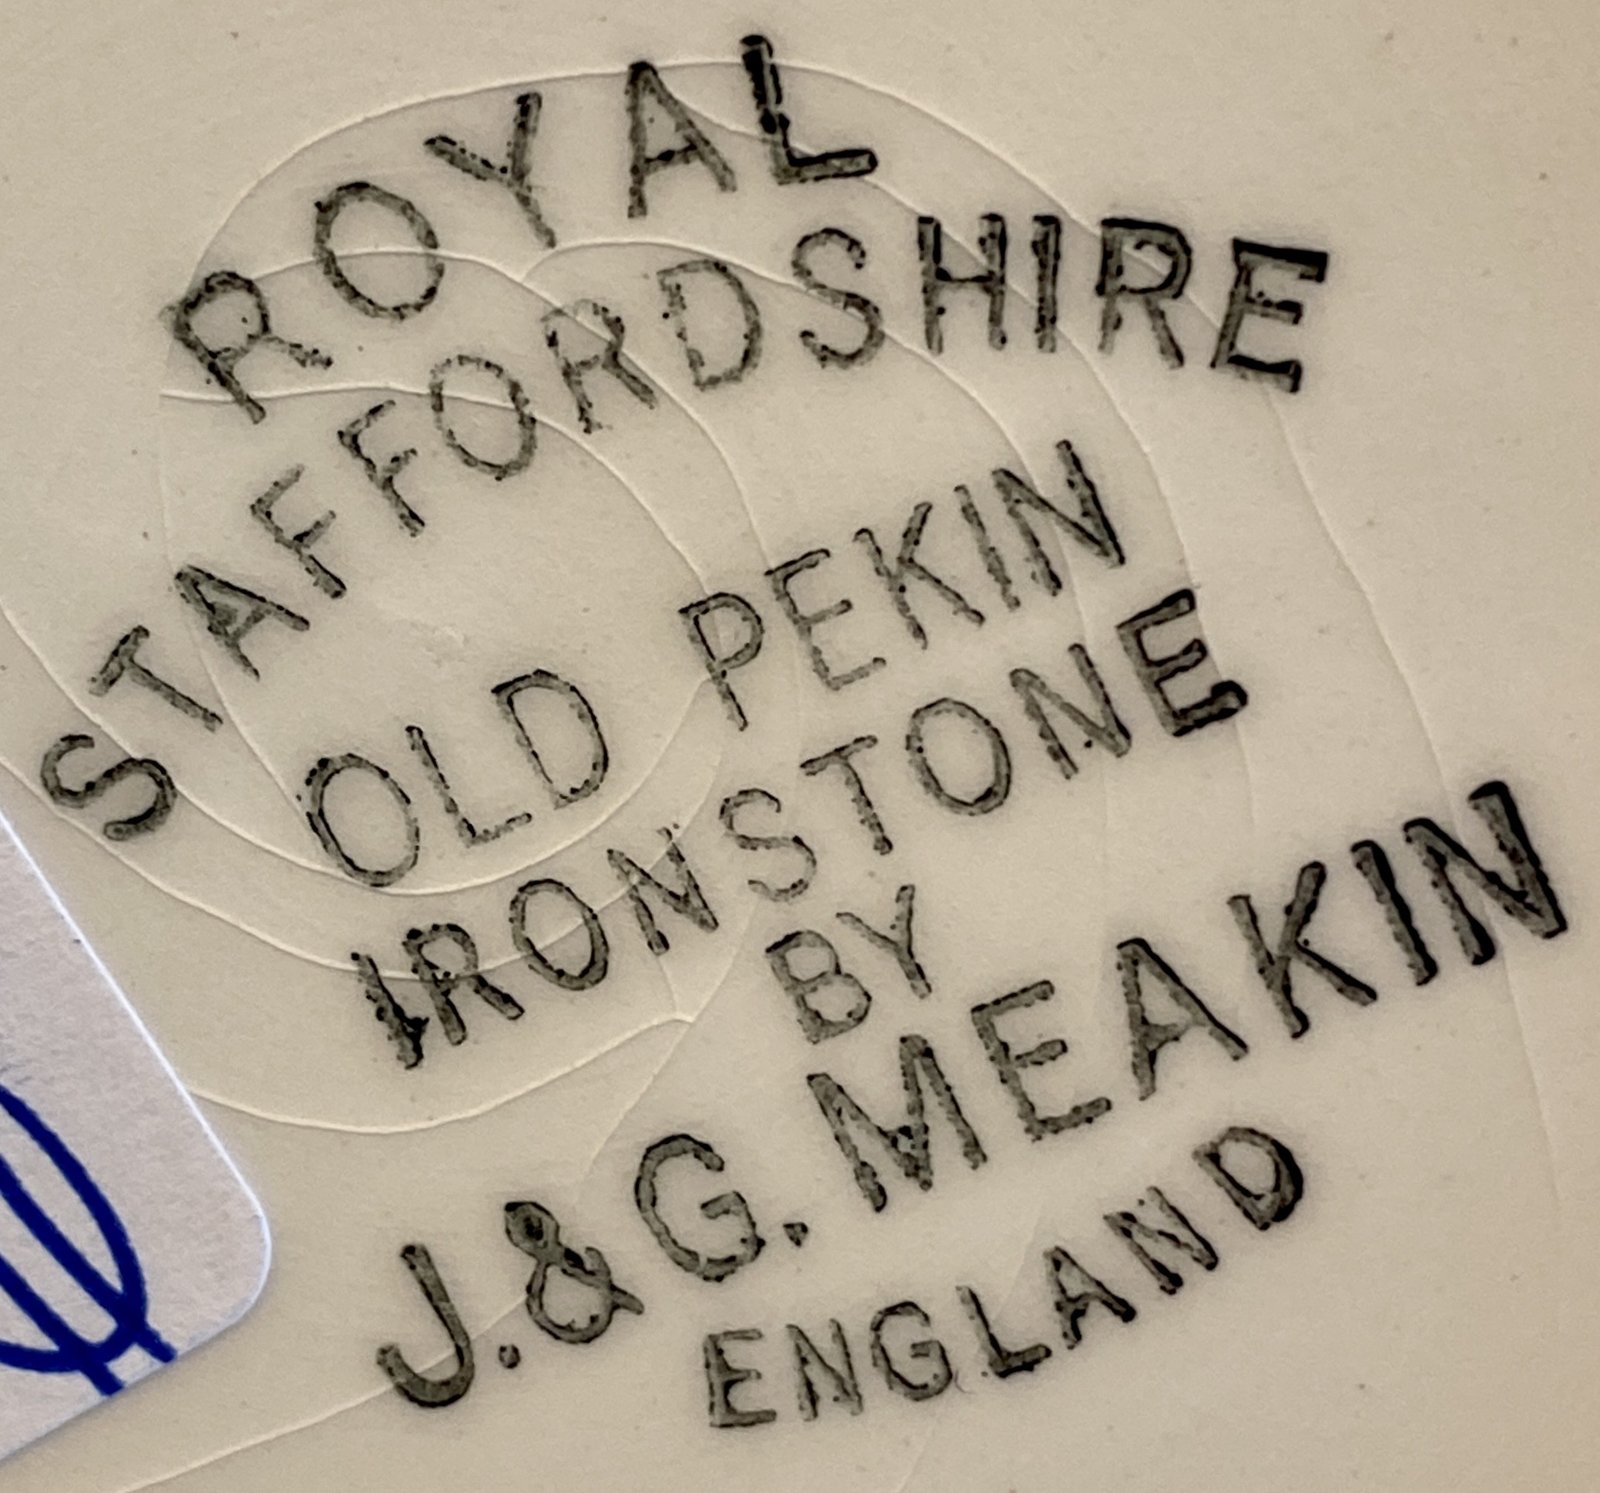 ROYAL
STAFFORDSHIRE
OLD PEKIN
IRONSTONE
BY
J.&G. MEAKIN
ENGLAND